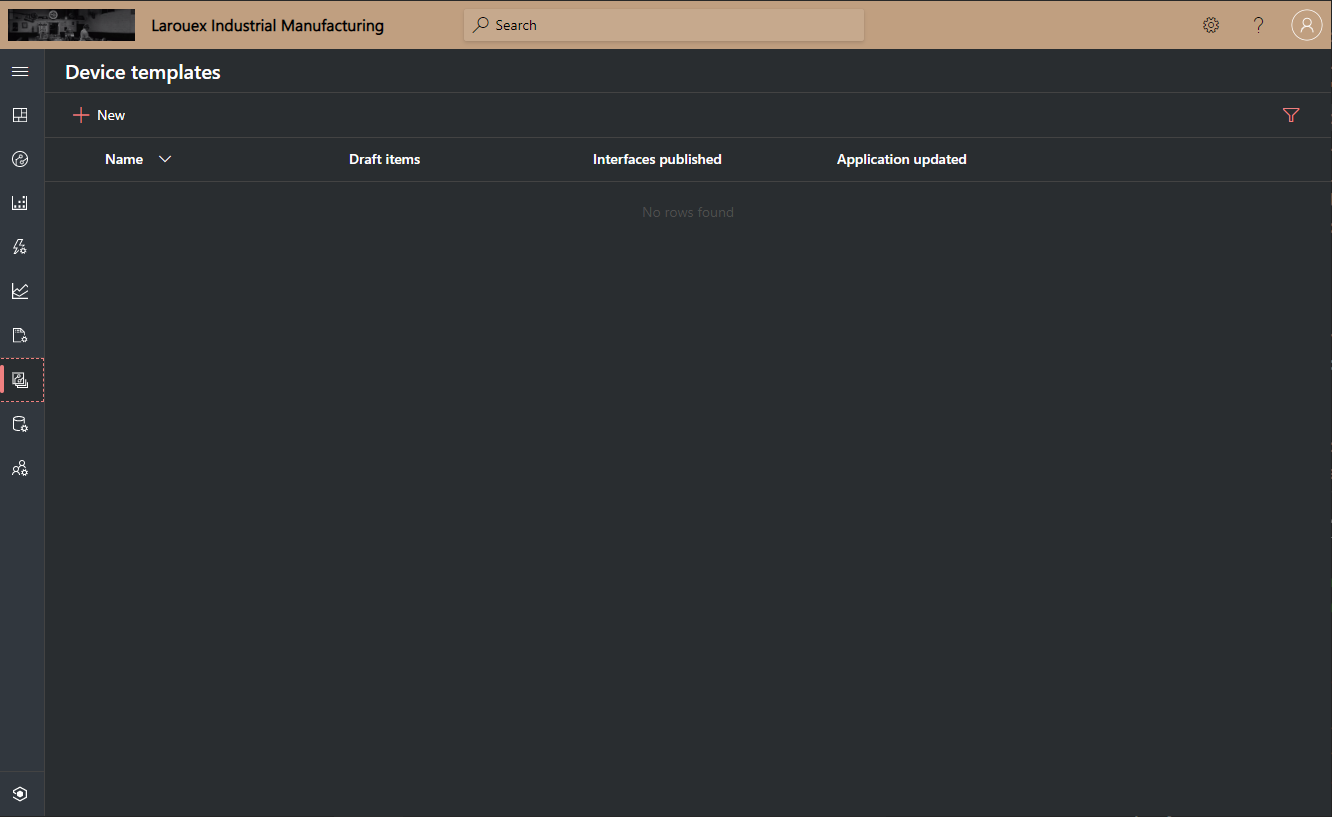 Larouex Industrial Manufacturing
Search
?
Device templates
New
Name
Draft items
Interfaces published
Application updated
No rows found